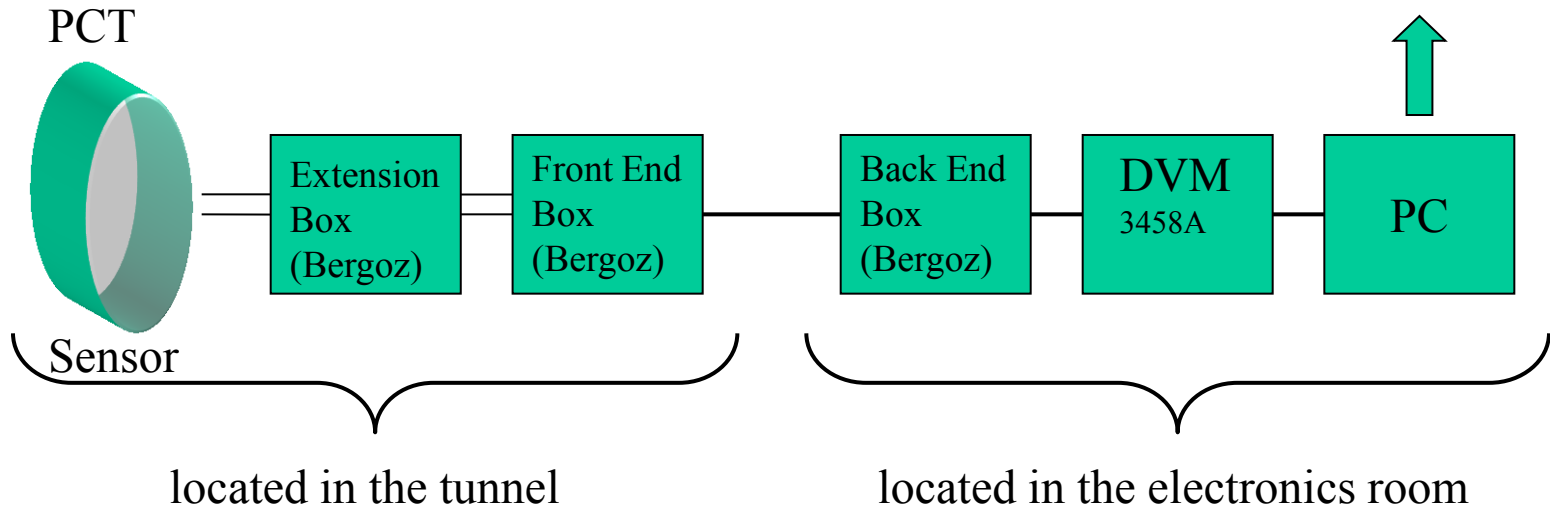 PCT
Sensor
Extension
Box
(Bergoz)
Front End
Box
(Bergoz)
Back End
Box
(Bergoz)
DVM
3458A
PC
located in the tunnel
located in the electronics room